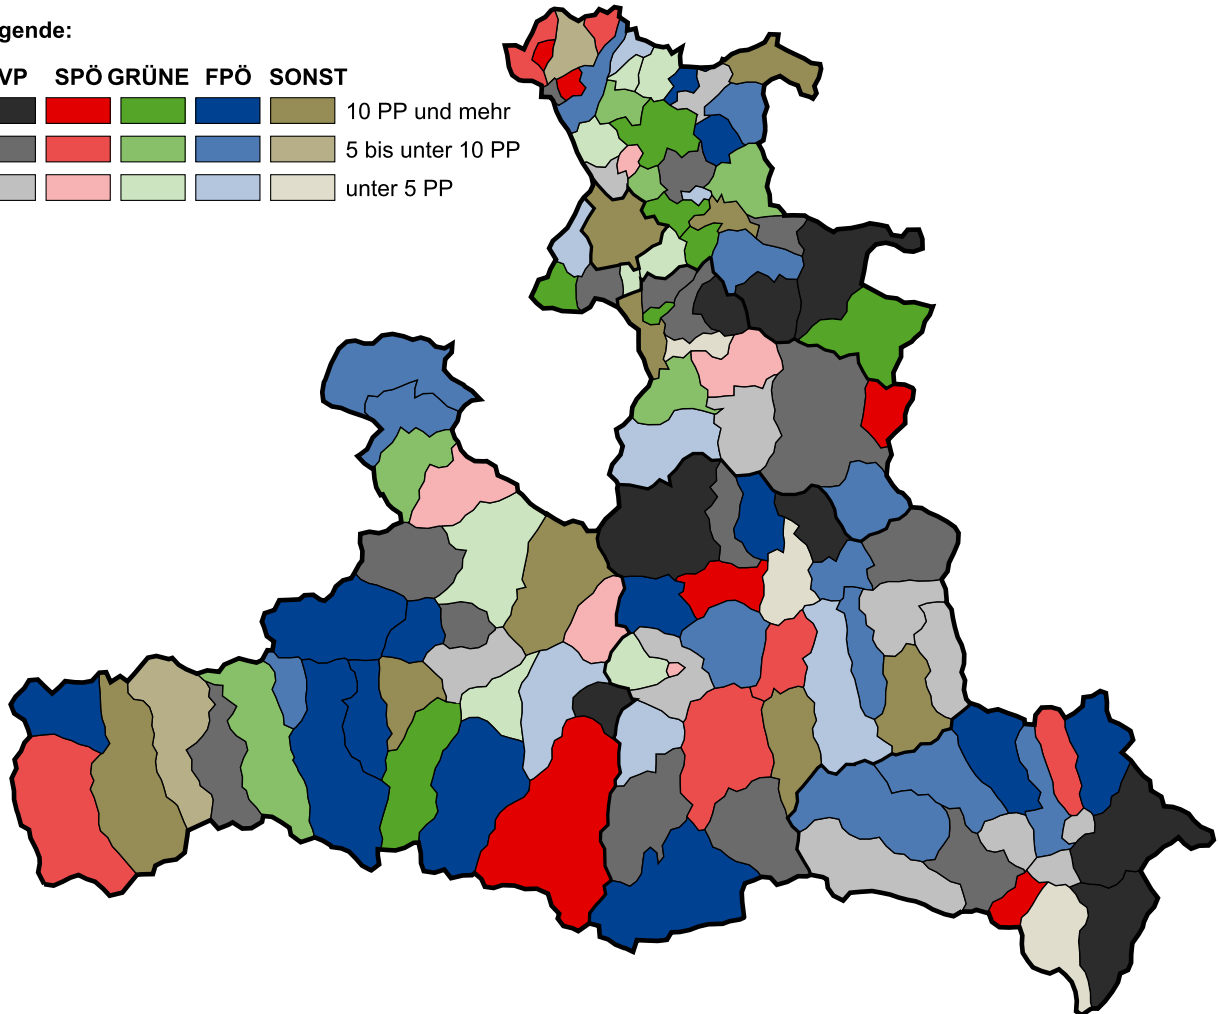 gende:
VP SPÖ GRÜNE FPÖ SONST
10 PP und mehr
5 bis unter 10 PP
unter 5 PP